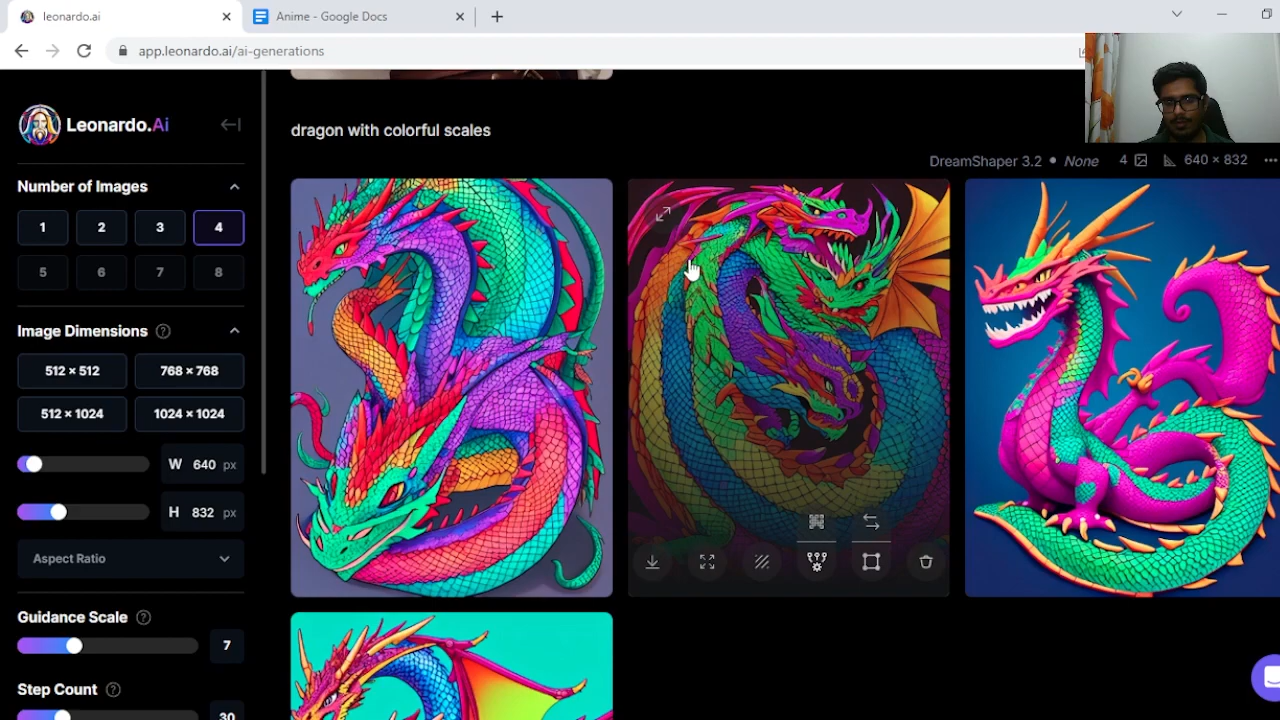 leonardo.ai
Anime - Google Docs
app.leonardo.ai/ai-generations
Leonardo.Ai
dragon with colorful scales
DreamShaper 3.2 • None 4 640 × 832
Number of Images
1 2 3 4
5 6 7 8
Image Dimensions
512 × 512 768 × 768
512 × 1024 1024 × 1024
W 640 px
H 832 px
Aspect Ratio
Guidance Scale
7
Step Count
30